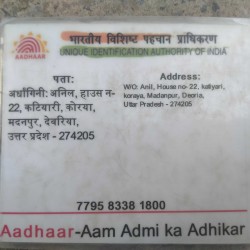 भारतीय विशिष्ट पहचान प्राधिकरण
UNIQUE IDENTIFICATION AUTHORITY OF INDIA
AADHAAR
पता:
अर्धांगिनी: अनिल, हाउस न-
22, कटियारी, कोरया,
मदनपुर, देवरिया,
उत्तर प्रदेश - 274205
Address:
W/O: Anil, House no- 22, katiyari,
koraya, Madanpur, Deoria,
Uttar Pradesh - 274205
7795 8338 1800
Aadhaar-Aam Admi ka Adhikar